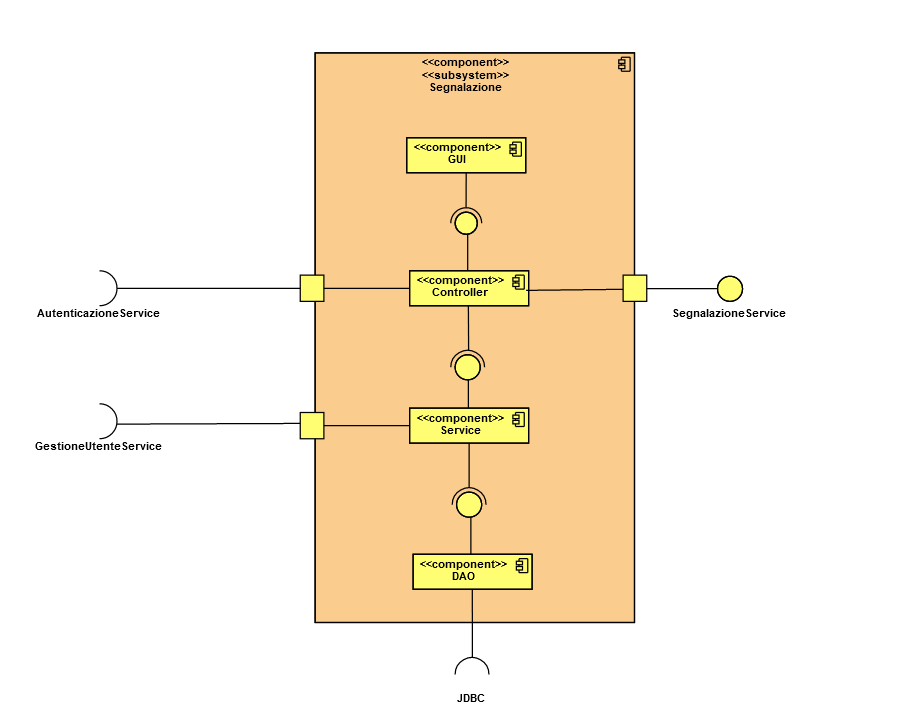 <<component>>
<<subsystem>>
Segnalazione
<<component>>
GUI
<<component>>
Controller
AutenticazioneService
SegnalazioneService
<<component>>
Service
GestioneUtenteService
<<component>>
DAO
JDBC